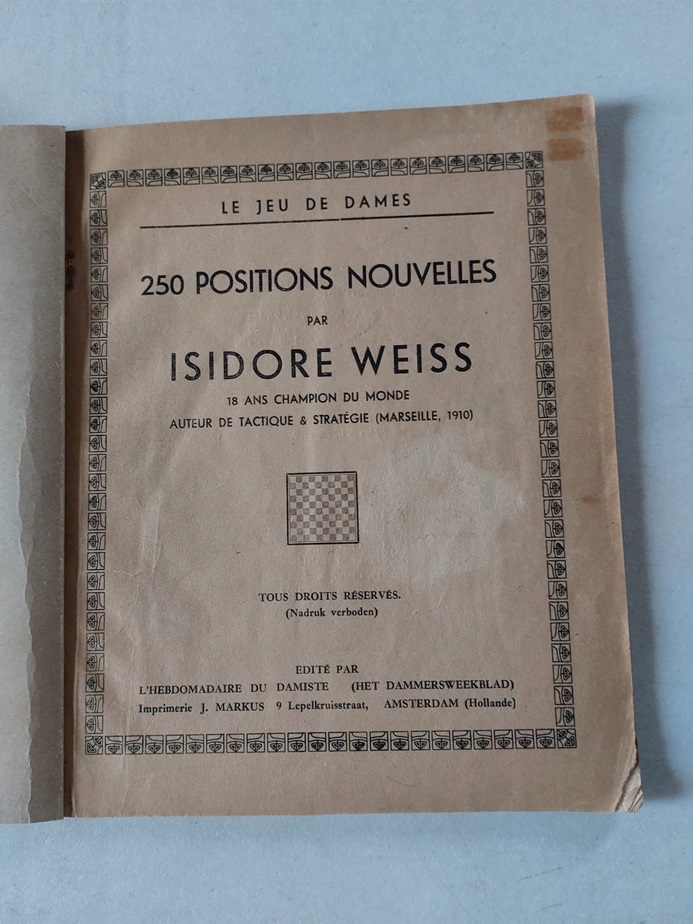 LE JEU DE DAMES
250 POSITIONS NOUVELLES
PAR
ISIDORE WEISS
18 ANS CHAMPION DU MONDE
AUTEUR DE TACTIQUE & STRATÉGIE (MARSEILLE, 1910)
TOUS DROITS RÉSERVÉS.
(Nadruk verboden)
EDITÉ PAR
L'HEBDOMADAIRE DU DAMISTE (HET DAMMERSWEEKBLAD)
Imprimerie J. MARKUS 9 Lepelkruisstraat, AMSTERDAM (Hollande)